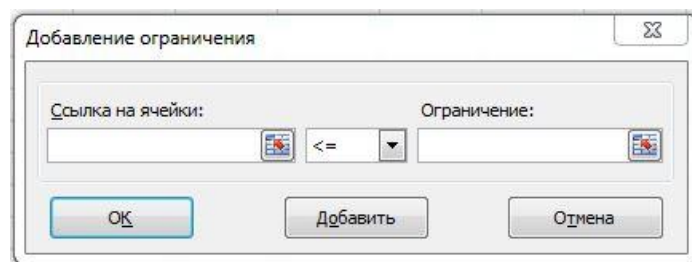 Добавление ограничения
Ссылка на ячейки: Ограничение:
<=
ОК Добавить Отмена